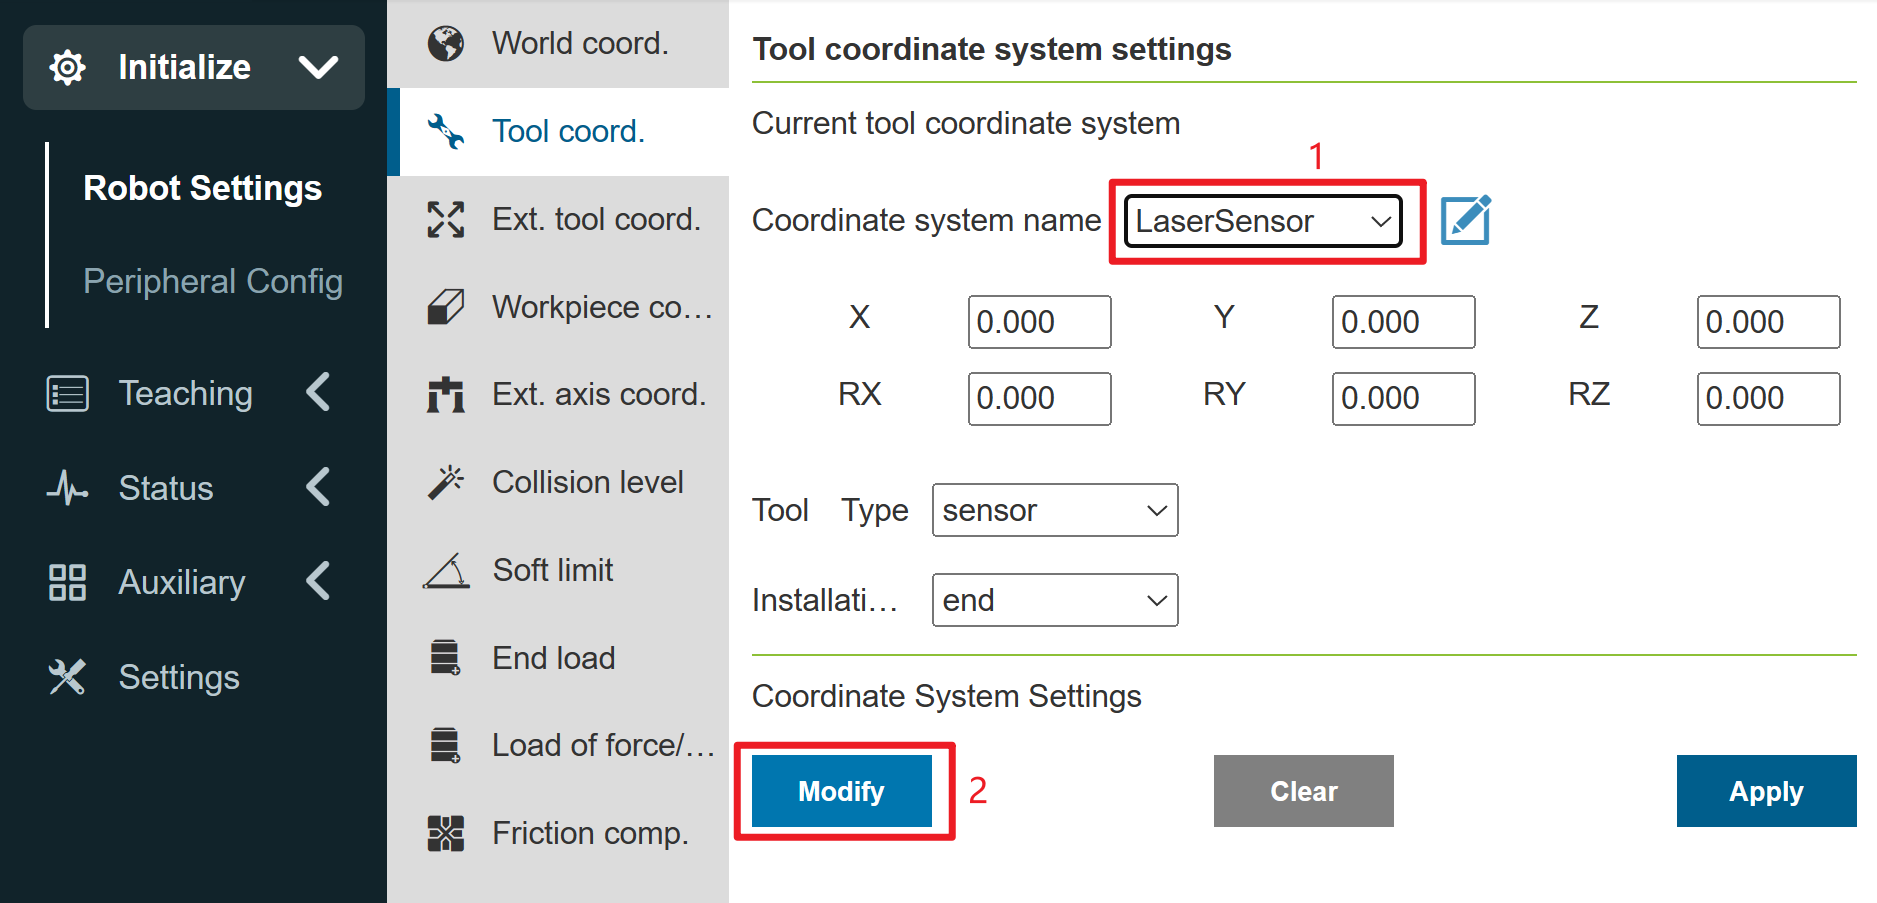 Initialize
Robot Settings
Peripheral Config
Teaching
Status
Auxiliary
Settings
World coord.
Tool coord.
Ext. tool coord.
Workpiece co...
Ext. axis coord.
Collision level
Soft limit
End load
Load of force/...
Friction comp.
Tool coordinate system settings
Current tool coordinate system
1
Coordinate system name LaserSensor
X 0.000 Y 0.000 Z 0.000
RX 0.000 RY 0.000 RZ 0.000
Tool Type sensor
Installati... end
Coordinate System Settings
Modify 2 Clear Apply